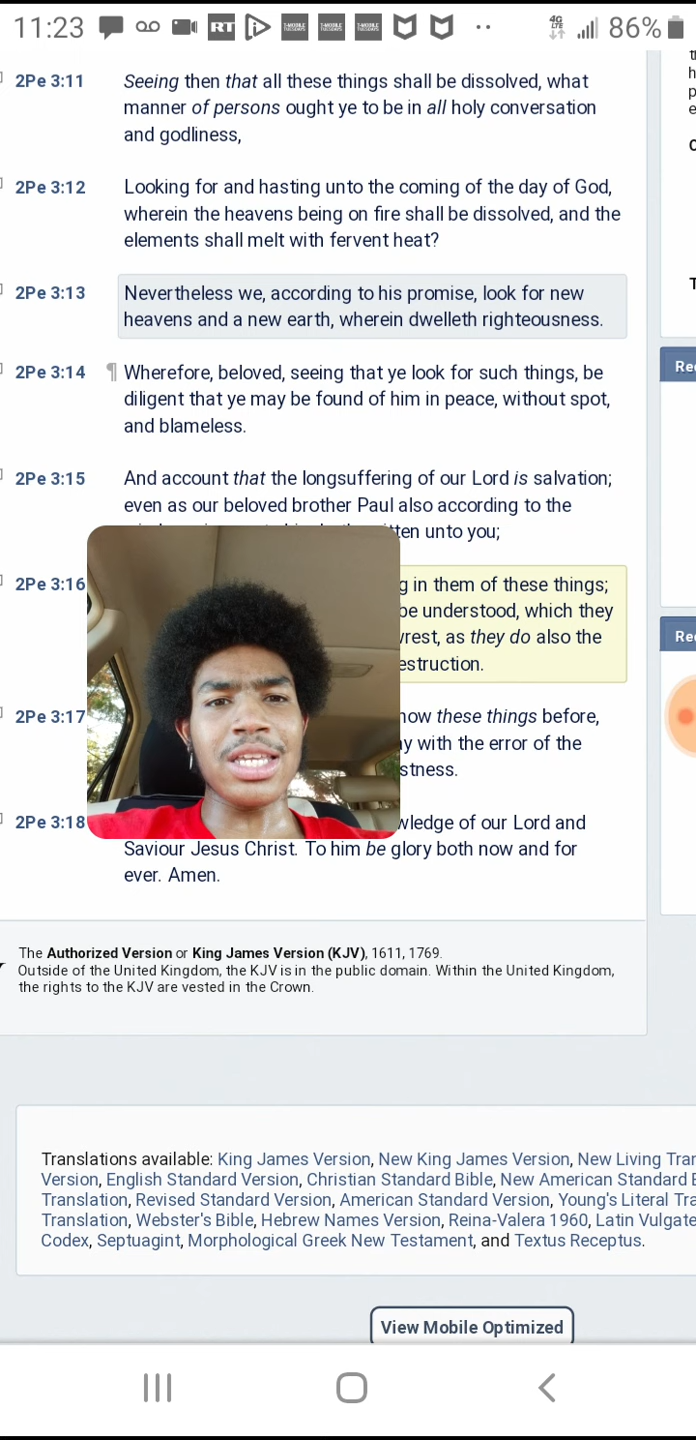 11:23 RT T-MOBILE TUESDAYS T-MOBILE TUESDAYS T-MOBILE TUESDAYS 4G LTE 86%
2Pe 3:11 Seeing then that all these things shall be dissolved, what
manner of persons ought ye to be in all holy conversation
and godliness,
2Pe 3:12 Looking for and hasting unto the coming of the day of God,
wherein the heavens being on fire shall be dissolved, and the
elements shall melt with fervent heat?
2Pe 3:13 Nevertheless we, according to his promise, look for new
heavens and a new earth, wherein dwelleth righteousness.
2Pe 3:14 ¶ Wherefore, beloved, seeing that ye look for such things, be
diligent that ye may be found of him in peace, without spot,
and blameless.
2Pe 3:15 And account that the longsuffering of our Lord is salvation;
even as our beloved brother Paul also according to the
unto you;
2Pe 3:16 in them of these things;
be understood, which they
as they do also the
2Pe 3:17 these things before,
with the error of the
2Pe 3:18 of our Lord and
Saviour Jesus Christ. To him be glory both now and for
ever. Amen.
The Authorized Version or King James Version (KJV), 1611, 1769.
Outside of the United Kingdom, the KJV is in the public domain. Within the United Kingdom,
the rights to the KJV are vested in the Crown.
Translations available: King James Version, New King James Version, New Living
Version, English Standard Version, Christian Standard Bible, New American Standard
Translation, Revised Standard Version, American Standard Version, Young's Literal
Translation, Webster's Bible, Hebrew Names Version, Reina-Valera 1960, Latin Vulgate
Codex, Septuagint, Morphological Greek New Testament, and Textus Receptus.
View Mobile Optimized